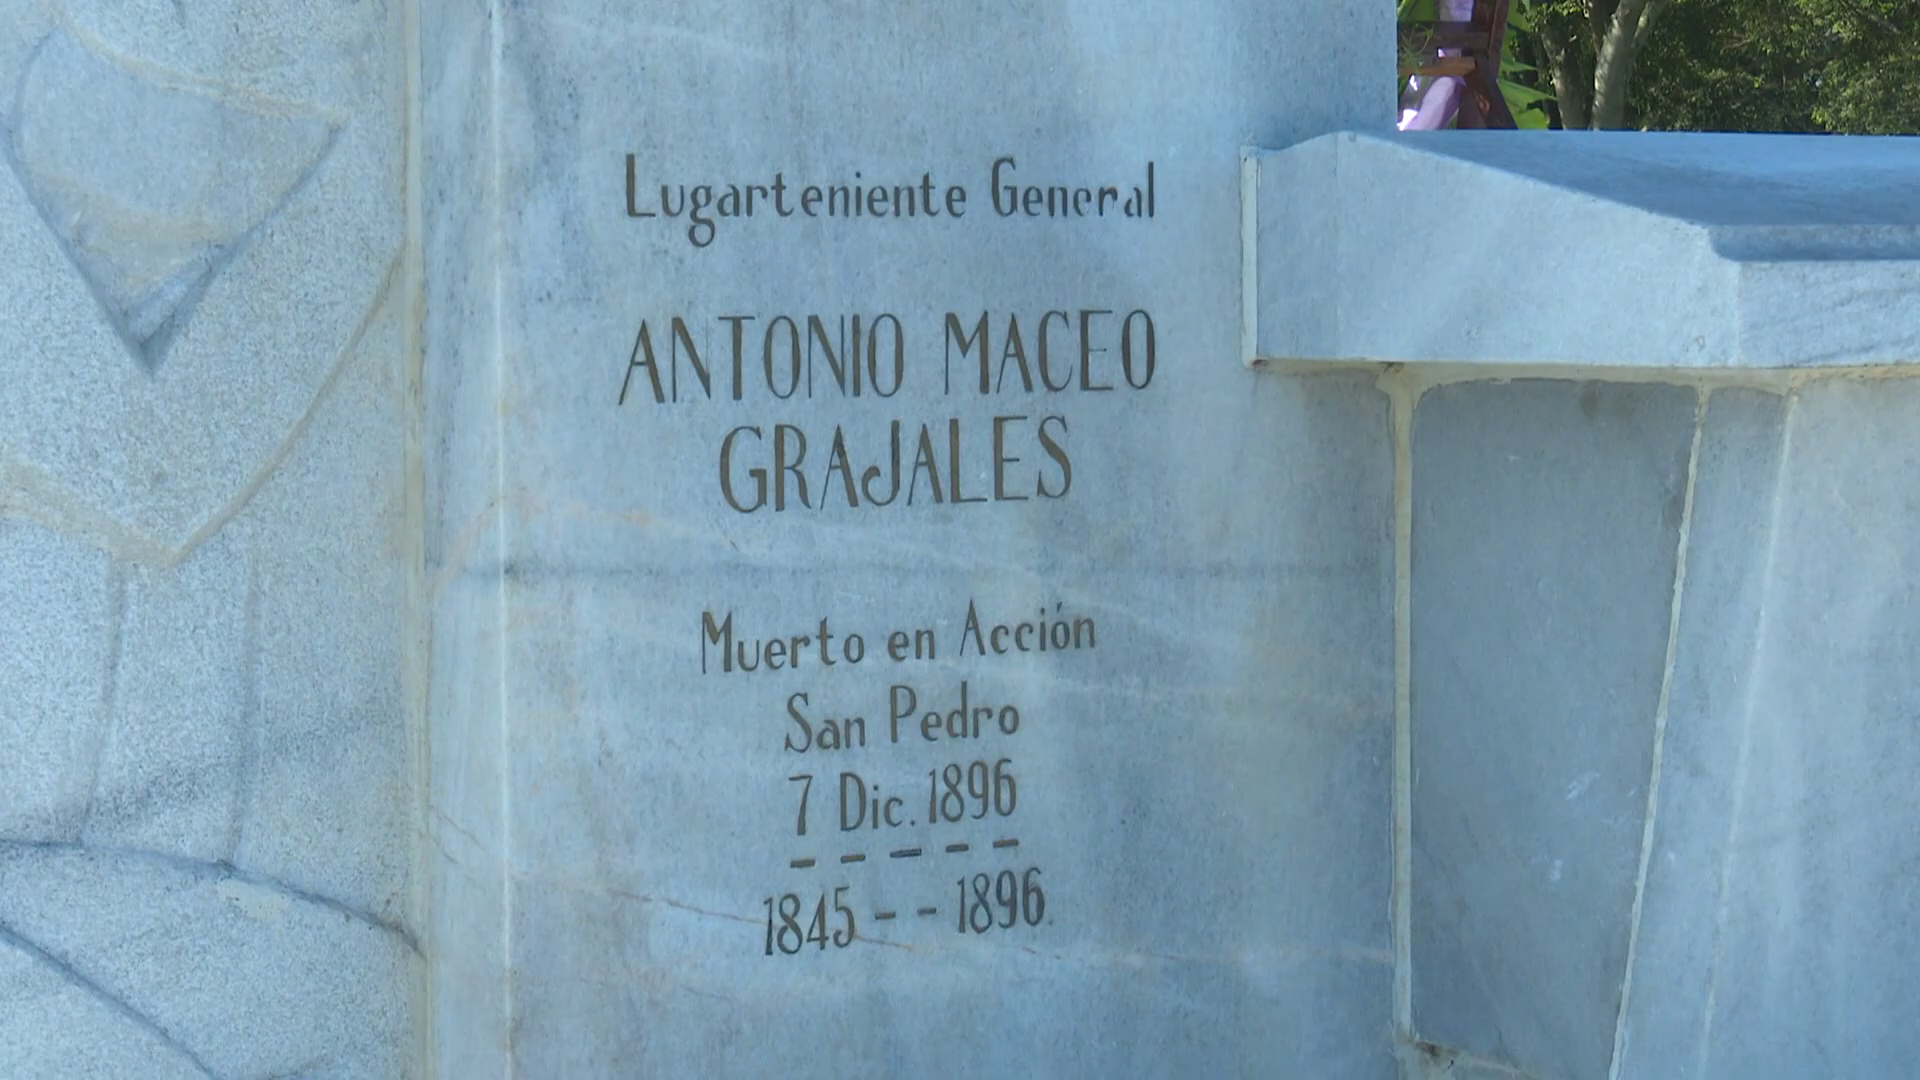 Lugarteniente General
ANTONIO MACEO
GRAJALES
Muerto en Acción
San Pedro
7 Dic. 1896
- - - - -
1845 - - 1896.